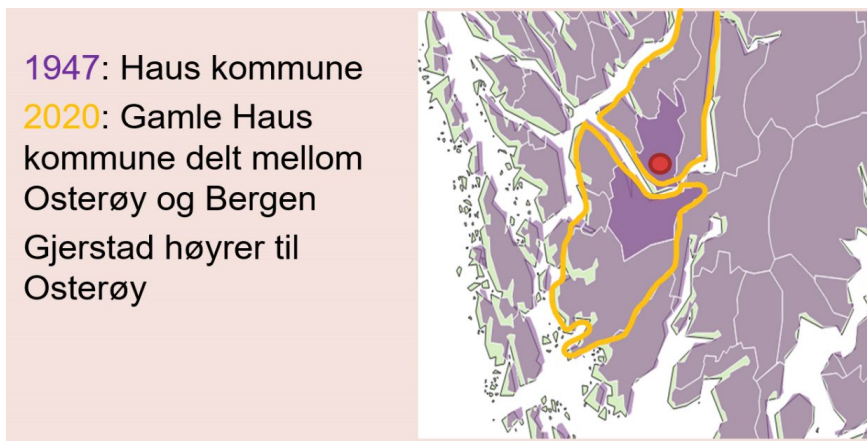 1947: Haus kommune
2020: Gamle Haus
kommune delt mellom
Osterøy og Bergen
Gjerstad høyrer til
Osterøy